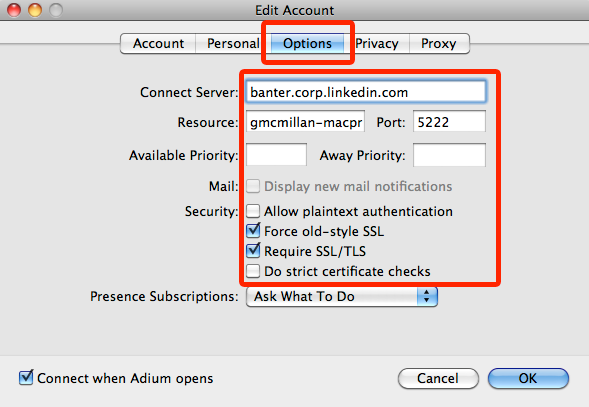 Edit Account
Account Personal Options Privacy Proxy
Connect Server: banter.corp.linkedin.com
Resource: gmcmillan-macpr Port: 5222
Available Priority: Away Priority:
Mail: Display new mail notifications
Security: Allow plaintext authentication
Force old-style SSL
Require SSL/TLS
Do strict certificate checks
Presence Subscriptions: Ask What To Do
Connect when Adium opens Cancel OK